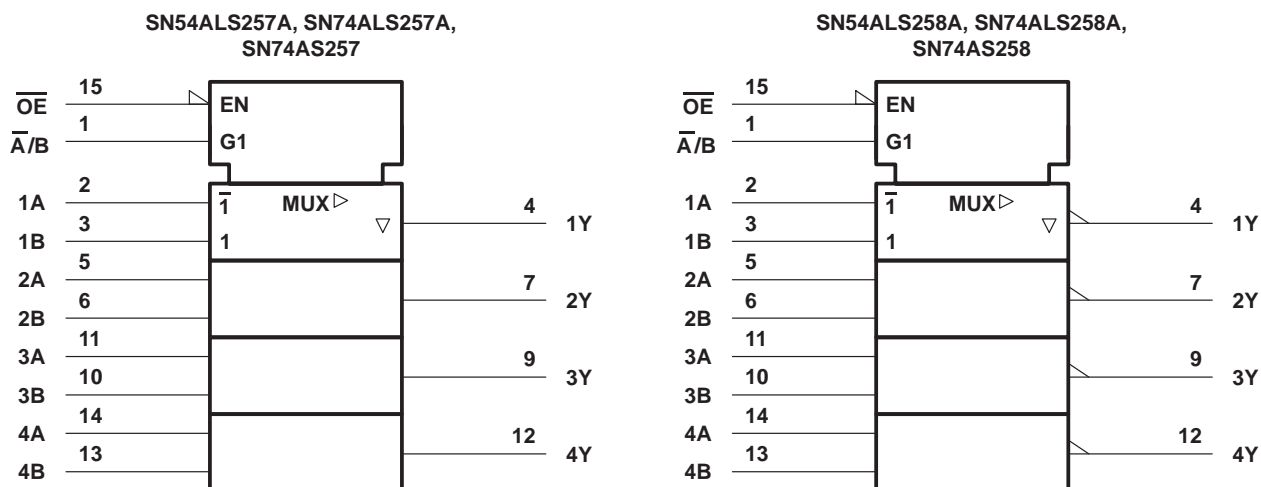 SN54ALS257A, SN74ALS257A,
SN74AS257
15
O̅E̅
EN
1
A̅/B
G1
2
1A
1̅
MUX
4
1Y
3
1B
1
5
2A
7
2Y
6
2B
11
3A
9
3Y
10
3B
14
4A
12
4Y
13
4B
SN54ALS258A, SN74ALS258A,
SN74AS258
15
O̅E̅
EN
1
A̅/B
G1
2
1A
1̅
MUX
4
1Y
3
1B
1
5
2A
7
2Y
6
2B
11
3A
9
3Y
10
3B
14
4A
12
4Y
13
4B